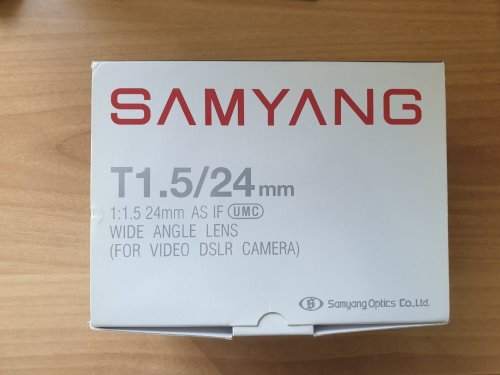 SAMYANG
T1.5/24mm
1:1.5 24mm AS IF UMC
WIDE ANGLE LENS
(FOR VIDEO DSLR CAMERA)
Samyang Optics Co.,Ltd.